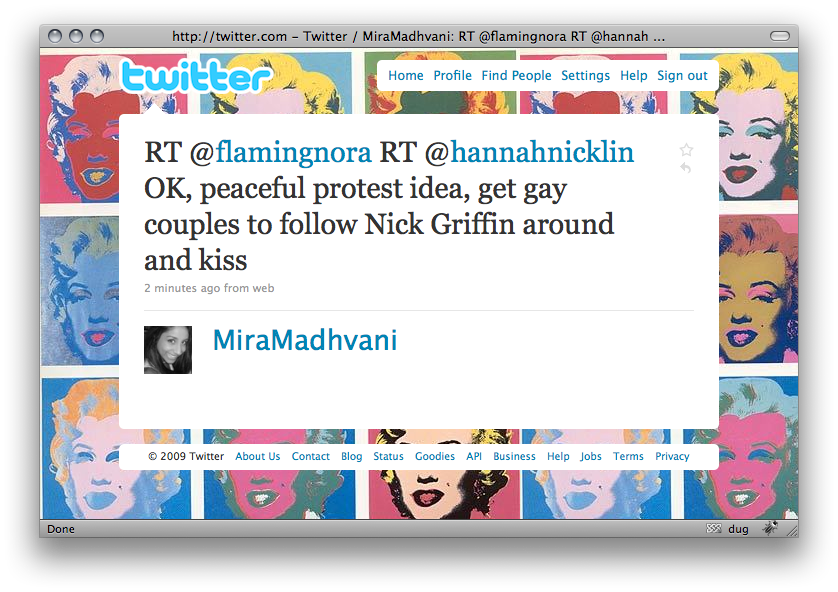 http://twitter.com – Twitter / MiraMadhvani: RT @flamingnora RT @hannah ...
twitter
Home Profile Find People Settings Help Sign out
RT @flamingnora RT @hannahnicklin
OK, peaceful protest idea, get gay
couples to follow Nick Griffin around
and kiss
2 minutes ago from web
MiraMadhvani
© 2009 Twitter About Us Contact Blog Status Goodies API Business Help Jobs Terms Privacy
Done
dug